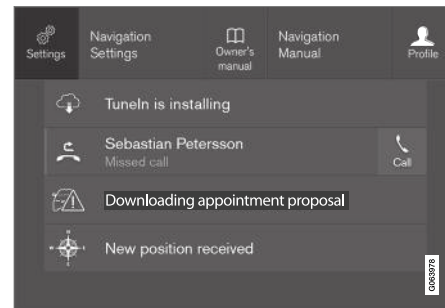 Settings
Navigation
Settings
Owner's
manual
Navigation
Manual
Profile
TuneIn is installing
Sebastian Petersson
Missed call
Call
Downloading appointment proposal
New position received
G063978